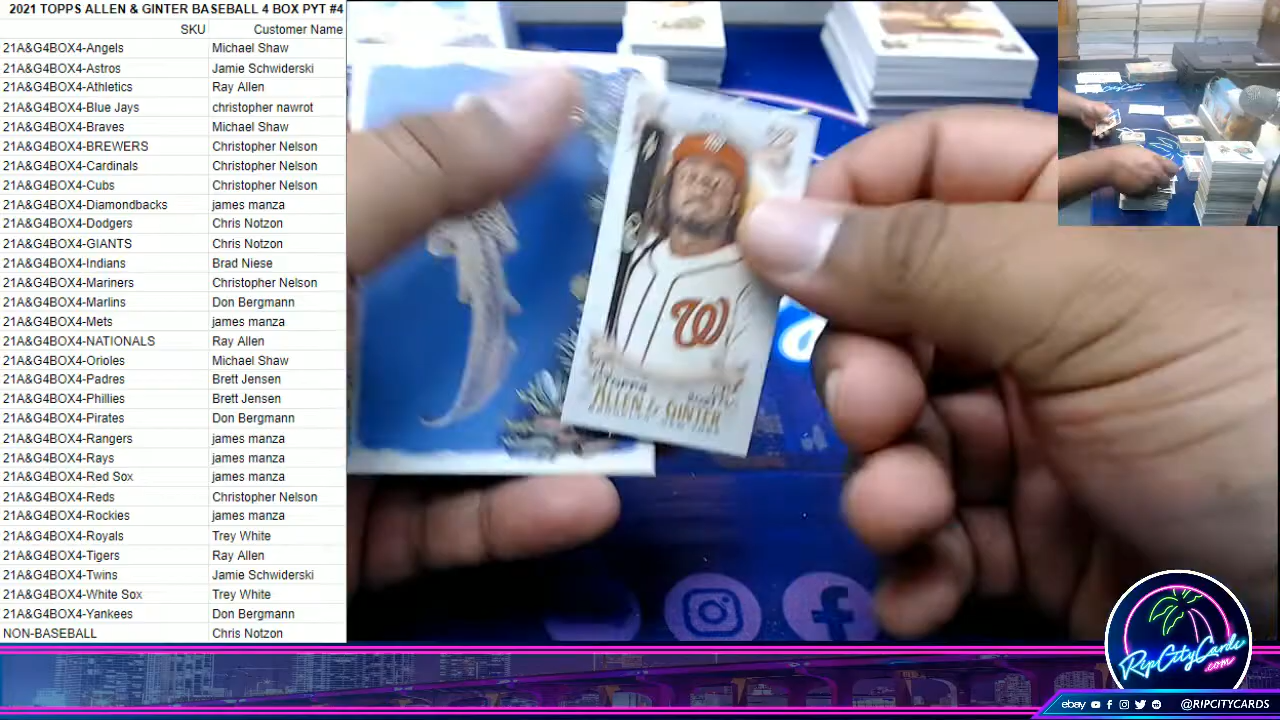 2021 TOPPS ALLEN & GINTER BASEBALL 4 BOX PYT #4
SKU Customer Name
21A&G4BOX4-Angels Michael Shaw
21A&G4BOX4-Astros Jamie Schwiderski
21A&G4BOX4-Athletics Ray Allen
21A&G4BOX4-Blue Jays christopher nawrot
21A&G4BOX4-Braves Michael Shaw
21A&G4BOX4-BREWERS Christopher Nelson
21A&G4BOX4-Cardinals Christopher Nelson
21A&G4BOX4-Cubs Christopher Nelson
21A&G4BOX4-Diamondbacks james manza
21A&G4BOX4-Dodgers Chris Notzon
21A&G4BOX4-GIANTS Chris Notzon
21A&G4BOX4-Indians Brad Niese
21A&G4BOX4-Mariners Christopher Nelson
21A&G4BOX4-Marlins Don Bergmann
21A&G4BOX4-Mets james manza
21A&G4BOX4-NATIONALS Ray Allen
21A&G4BOX4-Orioles Michael Shaw
21A&G4BOX4-Padres Brett Jensen
21A&G4BOX4-Phillies Brett Jensen
21A&G4BOX4-Pirates Don Bergmann
21A&G4BOX4-Rangers james manza
21A&G4BOX4-Rays james manza
21A&G4BOX4-Red Sox james manza
21A&G4BOX4-Reds Christopher Nelson
21A&G4BOX4-Rockies james manza
21A&G4BOX4-Royals Trey White
21A&G4BOX4-Tigers Ray Allen
21A&G4BOX4-Twins Jamie Schwiderski
21A&G4BOX4-White Sox Trey White
21A&G4BOX4-Yankees Don Bergmann
NON-BASEBALL Chris Notzon
W
Topps
ALLEN & GINTER
RipCityCards
.com
ebay @RIPCITYCARDS